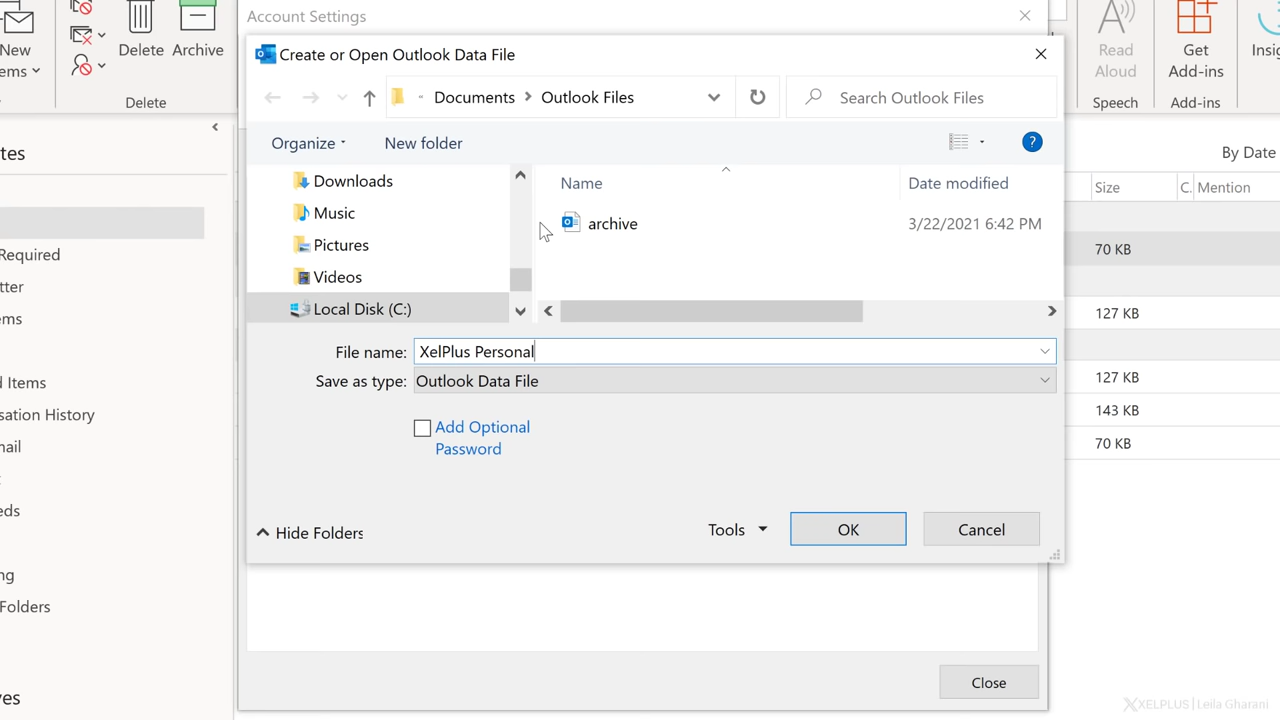 Account Settings
New
ems
Delete
Archive
Delete
Read
Aloud
Speech
Get
Add-ins
Add-ins
Insig
Create or Open Outlook Data File
« Documents > Outlook Files
Search Outlook Files
Organize
New folder
?
Downloads
Music
Pictures
Videos
Local Disk (C:)
Name
Date modified
archive
3/22/2021 6:42 PM
File name: XelPlus Personal
Save as type: Outlook Data File
Add Optional
Password
Hide Folders
Tools
OK
Cancel
Close
tes
Required
tter
ems
d Items
sation History
mail
eds
ng
Folders
ves
By Date
Size
C.
Mention
70 KB
127 KB
127 KB
143 KB
70 KB
XELPLUS | Leila Gharani